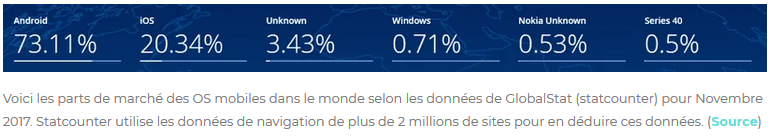 Android iOS Unknown Windows Nokia Unknown Series 40
73.11% 20.34% 3.43% 0.71% 0.53% 0.5%
Voici les parts de marché des OS mobiles dans le monde selon les données de GlobalStat (statcounter) pour Novembre
2017. Statcounter utilise les données de navigation de plus de 2 millions de sites pour en déduire ces données. (Source)